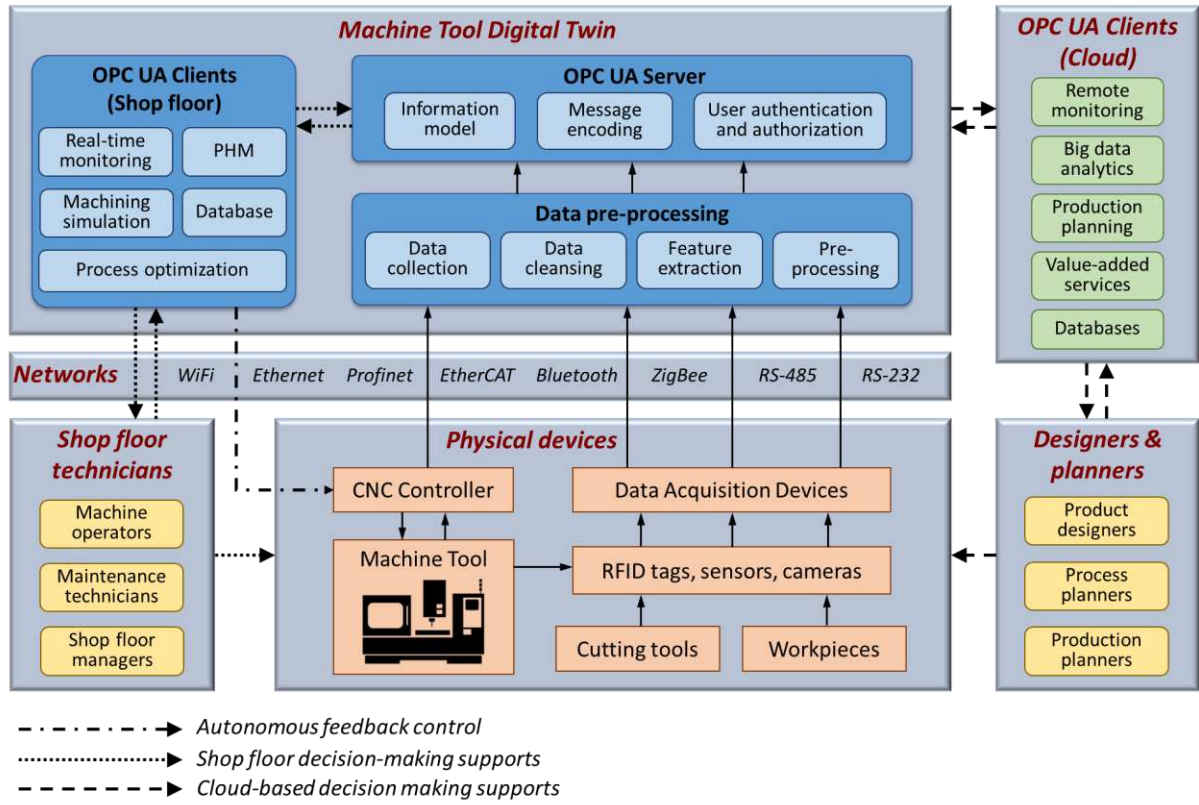 Machine Tool Digital Twin
OPC UA Clients
(Shop floor)
Real-time
monitoring
PHM
Machining
simulation
Database
Process optimization
OPC UA Server
Information
model
Message
encoding
User authentication
and authorization
Data pre-processing
Data
collection
Data
cleansing
Feature
extraction
Pre-
processing
OPC UA Clients
(Cloud)
Remote
monitoring
Big data
analytics
Production
planning
Value-added
services
Databases
Networks WiFi Ethernet Profinet EtherCAT Bluetooth ZigBee RS-485 RS-232
Shop floor
technicians
Machine
operators
Maintenance
technicians
Shop floor
managers
Physical devices
CNC Controller
Machine Tool
Data Acquisition Devices
RFID tags, sensors, cameras
Cutting tools
Workpieces
Designers &
planners
Product
designers
Process
planners
Production
planners
Autonomous feedback control
Shop floor decision-making supports
Cloud-based decision making supports